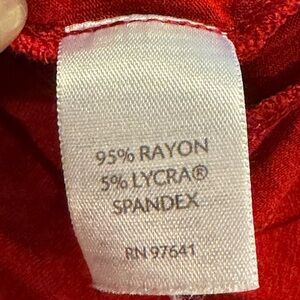 95% RAYON
5% LYCRA®
SPANDEX
RN 97641